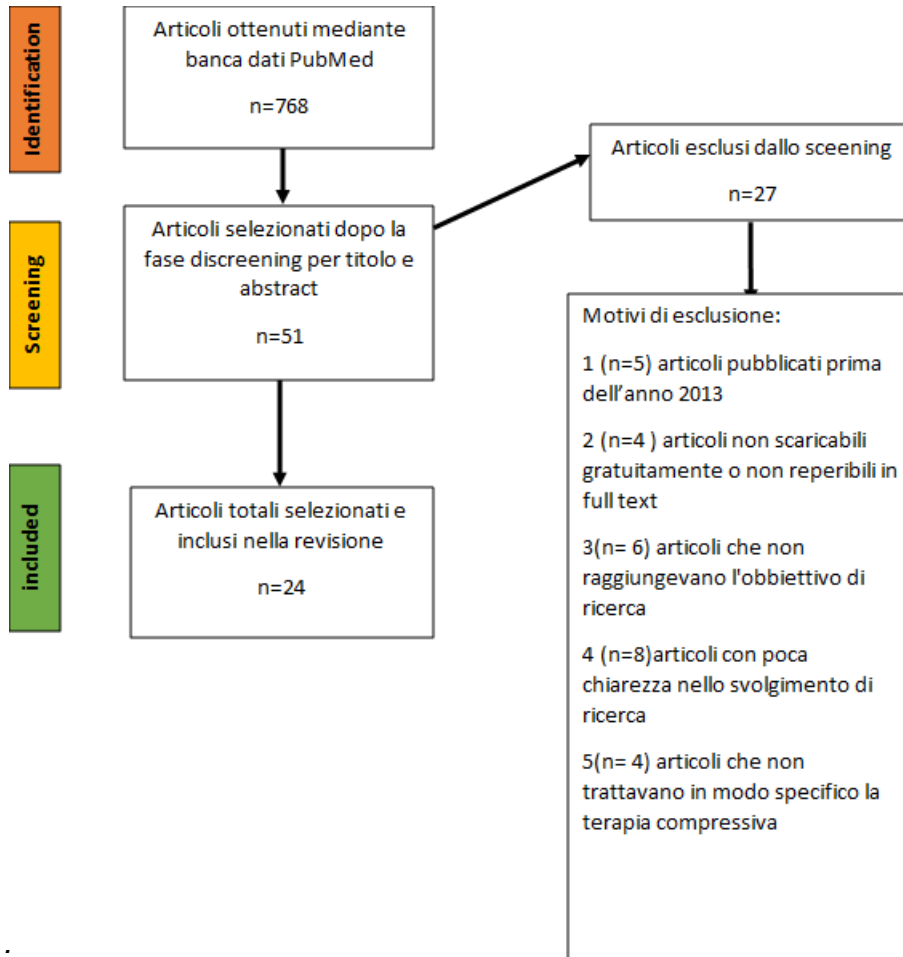 Identification
Articoli ottenuti mediante
banca dati PubMed
n=768
Articoli esclusi dallo sceening
n=27
Screening
Articoli selezionati dopo la
fase discreening per titolo e
abstract
n=51
Motivi di esclusione:
1 (n=5) articoli pubblicati prima
dell'anno 2013
2 (n=4 ) articoli non scaricabili
gratuitamente o non reperibili in
full text
3(n= 6) articoli che non
raggiungevano l'obbiettivo di
ricerca
4 (n=8)articoli con poca
chiarezza nello svolgimento di
ricerca
5(n= 4) articoli che non
trattavano in modo specifico la
terapia compressiva
included
Articoli totali selezionati e
inclusi nella revisione
n=24